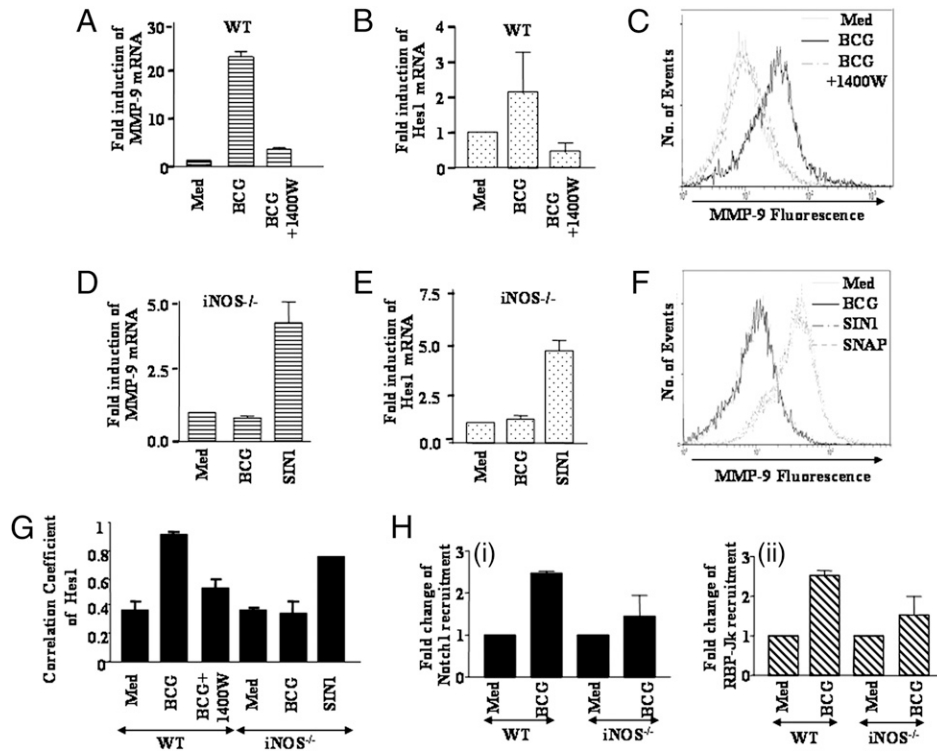 A
WT
Fold induction of
MMP-9 mRNA
30
20
10
0
Med
BCG
BCG
+1400W
B
WT
Fold induction of
Hes1 mRNA
4
3
2
1
0
Med
BCG
BCG
+1400W
C
Med
BCG
BCG
+1400W
No. of Events
MMP-9 Fluorescence
D
iNOS-/-
Fold induction of
MMP-9 mRNA
5.0
2.5
0.0
Med
BCG
SIN1
E
iNOS-/-
Fold induction of
Hes1 mRNA
7.5
5.0
2.5
0.0
Med
BCG
SIN1
F
Med
BCG
SIN1
SNAP
No. of Events
MMP-9 Fluorescence
G
Correlation Coefficient
of Hes1
1
0.8
0.6
0.4
0.2
0
Med
BCG
BCG+
1400W
Med
BCG
SIN1
WT
iNOS-/-
H
(i)
Fold change of
Notch1 recruitment
3
2
1
0
Med
BCG
Med
BCG
WT
iNOS-/-
(ii)
Fold change of
RBP-Jk recruitment
3
2
1
0
Med
BCG
Med
BCG
WT
iNOS-/-